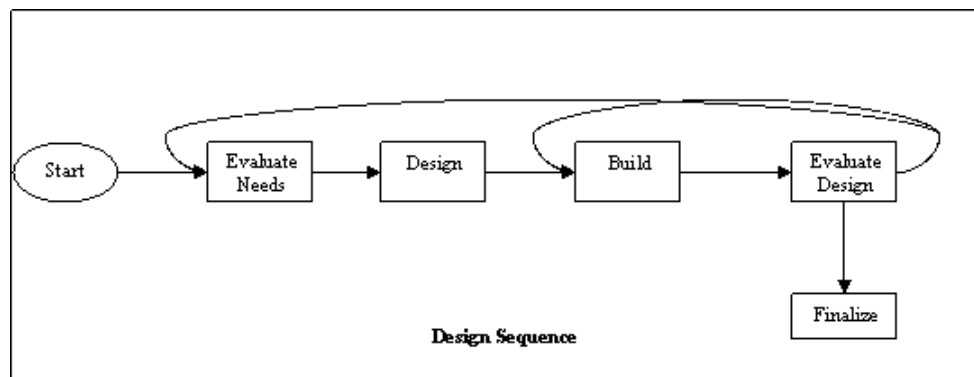 Start
Evaluate
Needs
Design
Build
Evaluate
Design
Finalize
Design Sequence